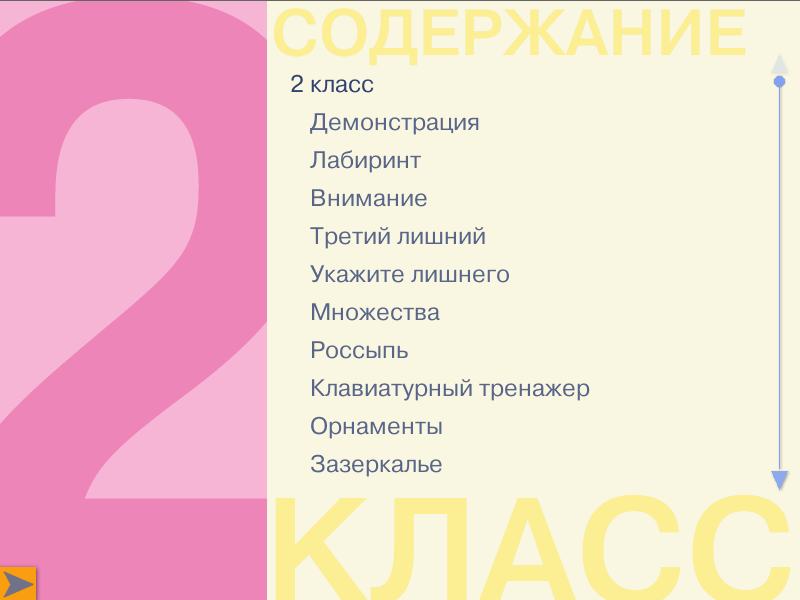 СОДЕРЖАНИЕ
2 класс
Демонстрация
Лабиринт
Внимание
Третий лишний
Укажите лишнего
Множества
Россыпь
Клавиатурный тренажер
Орнаменты
Зазеркалье
2 КЛАСС